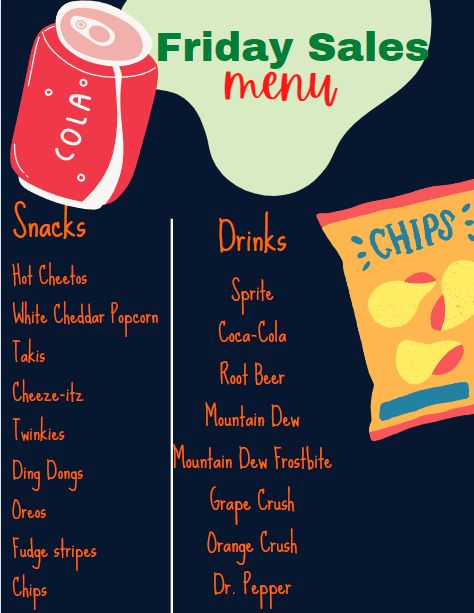 Friday Sales
menu
COLA
CHIPS
Snacks
Hot Cheetos
White Cheddar Popcorn
Takis
Cheeze-itz
Twinkies
Ding Dongs
Oreos
Fudge stripes
Chips
Drinks
Sprite
Coca-Cola
Root Beer
Mountain Dew
Mountain Dew Frostbite
Grape Crush
Orange Crush
Dr. Pepper